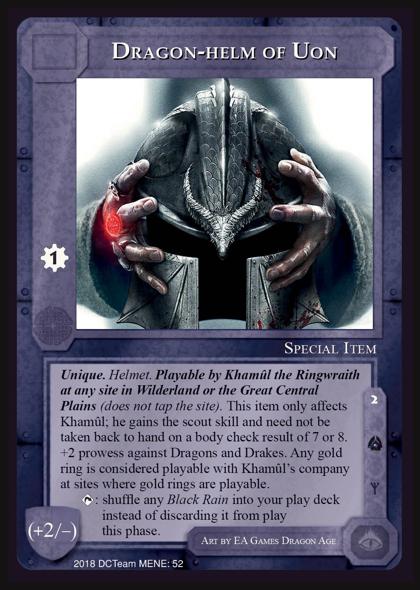 DRAGON-HELM OF UON
1
SPECIAL ITEM
Unique. Helmet. Playable by Khamûl the Ringwraith
at any site in Wilderland or the Great Central
Plains (does not tap the site). This item only affects
Khamûl; he gains the scout skill and need not be
taken back to hand on a body check result of 7 or 8.
+2 prowess against Dragons and Drakes. Any gold
ring is considered playable with Khamûl's company
at sites where gold rings are playable.
: shuffle any Black Rain into your play deck
instead of discarding it from play
this phase.
2
(+2/–)
ART BY EA GAMES DRAGON AGE
2018 DCTeam MENE: 52